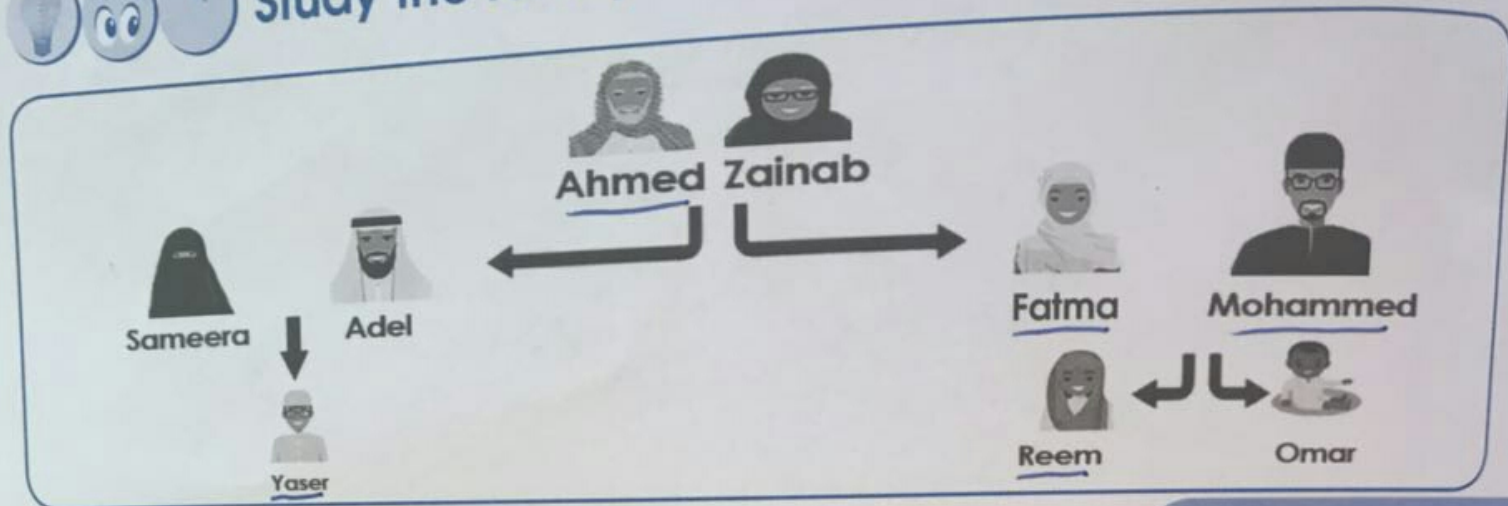 Study the
Ahmed Zainab
Sameera Adel
Fatma Mohammed
Yaser
Reem Omar